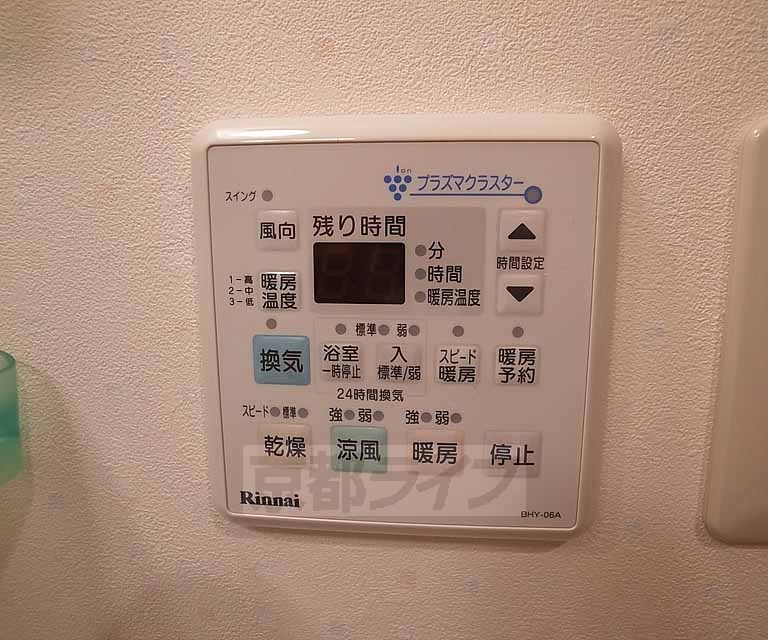 ion
プラズマクラスター
スイング
風向
残り時間
分
時間
暖房温度
時間設定
1-高
2-中
3-低
暖房
温度
標準 弱
換気
浴室
一時停止
入
標準/弱
スピード
暖房
暖房
予約
24時間換気
スピード 標準
強 弱
強 弱
乾燥
涼風
暖房
停止
京都ライフ
Rinnai
BHY-06A